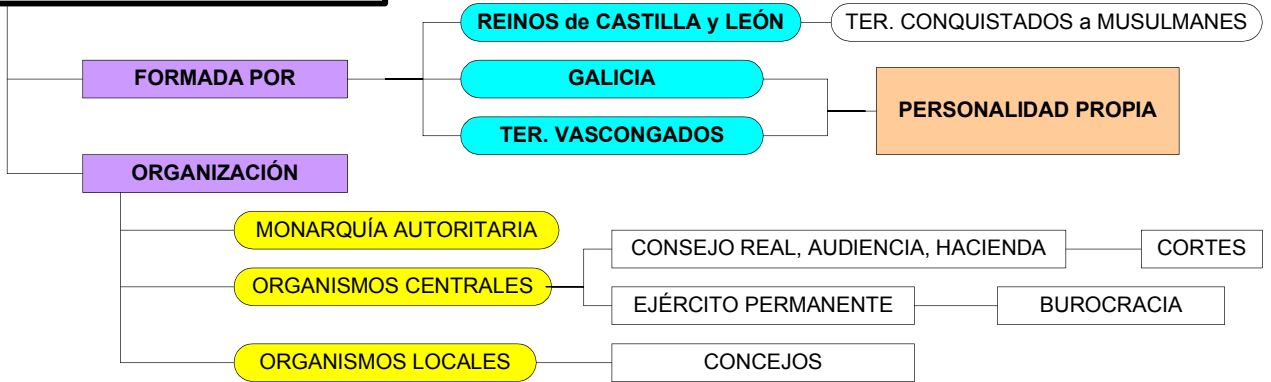 REINOS de CASTILLA y LEÓN
TER. CONQUISTADOS a MUSULMANES
FORMADA POR
GALICIA
PERSONALIDAD PROPIA
TER. VASCONGADOS
ORGANIZACIÓN
MONARQUÍA AUTORITARIA
CONSEJO REAL, AUDIENCIA, HACIENDA
CORTES
ORGANISMOS CENTRALES
EJÉRCITO PERMANENTE
BUROCRACIA
ORGANISMOS LOCALES
CONCEJOS